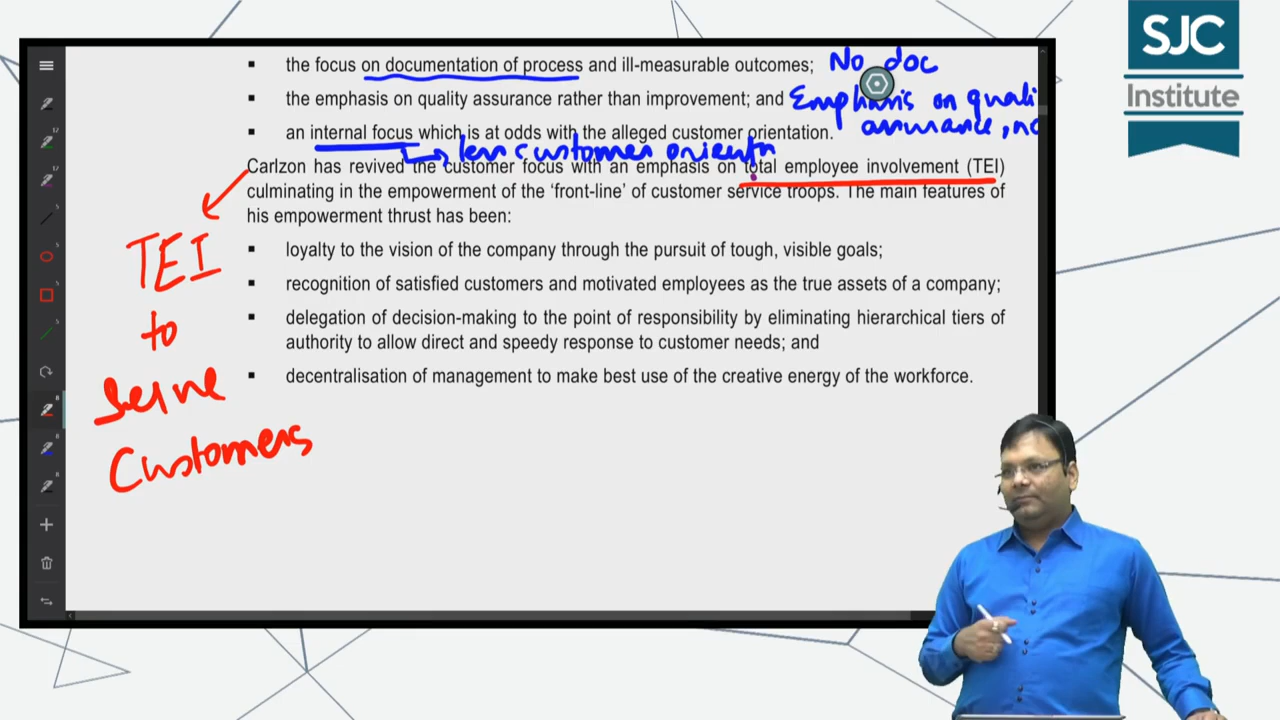 SJC
Institute
▪ the focus on documentation of process and ill-measurable outcomes; No doc
▪ the emphasis on quality assurance rather than improvement; and Emphasis on quali
assurance, no
▪ an internal focus which is at odds with the alleged customer orientation.
less customer orientn
Carlzon has revived the customer focus with an emphasis on total employee involvement (TEI)
culminating in the empowerment of the ‘front-line’ of customer service troops. The main features of
his empowerment thrust has been:
▪ loyalty to the vision of the company through the pursuit of tough, visible goals;
▪ recognition of satisfied customers and motivated employees as the true assets of a company;
▪ delegation of decision-making to the point of responsibility by eliminating hierarchical tiers of
authority to allow direct and speedy response to customer needs; and
▪ decentralisation of management to make best use of the creative energy of the workforce.
TEI
to
Serve
Customers